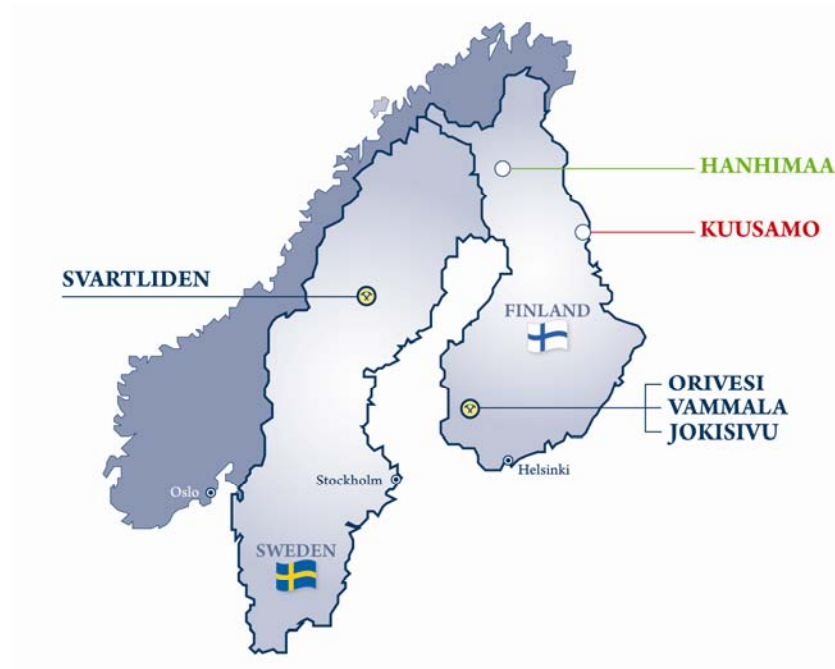 HANHIMAA
KUUSAMO
SVARTLIDEN
FINLAND
ORIVESI
VAMMALA
JOKISIVU
Helsinki
Stockholm
Oslo
SWEDEN